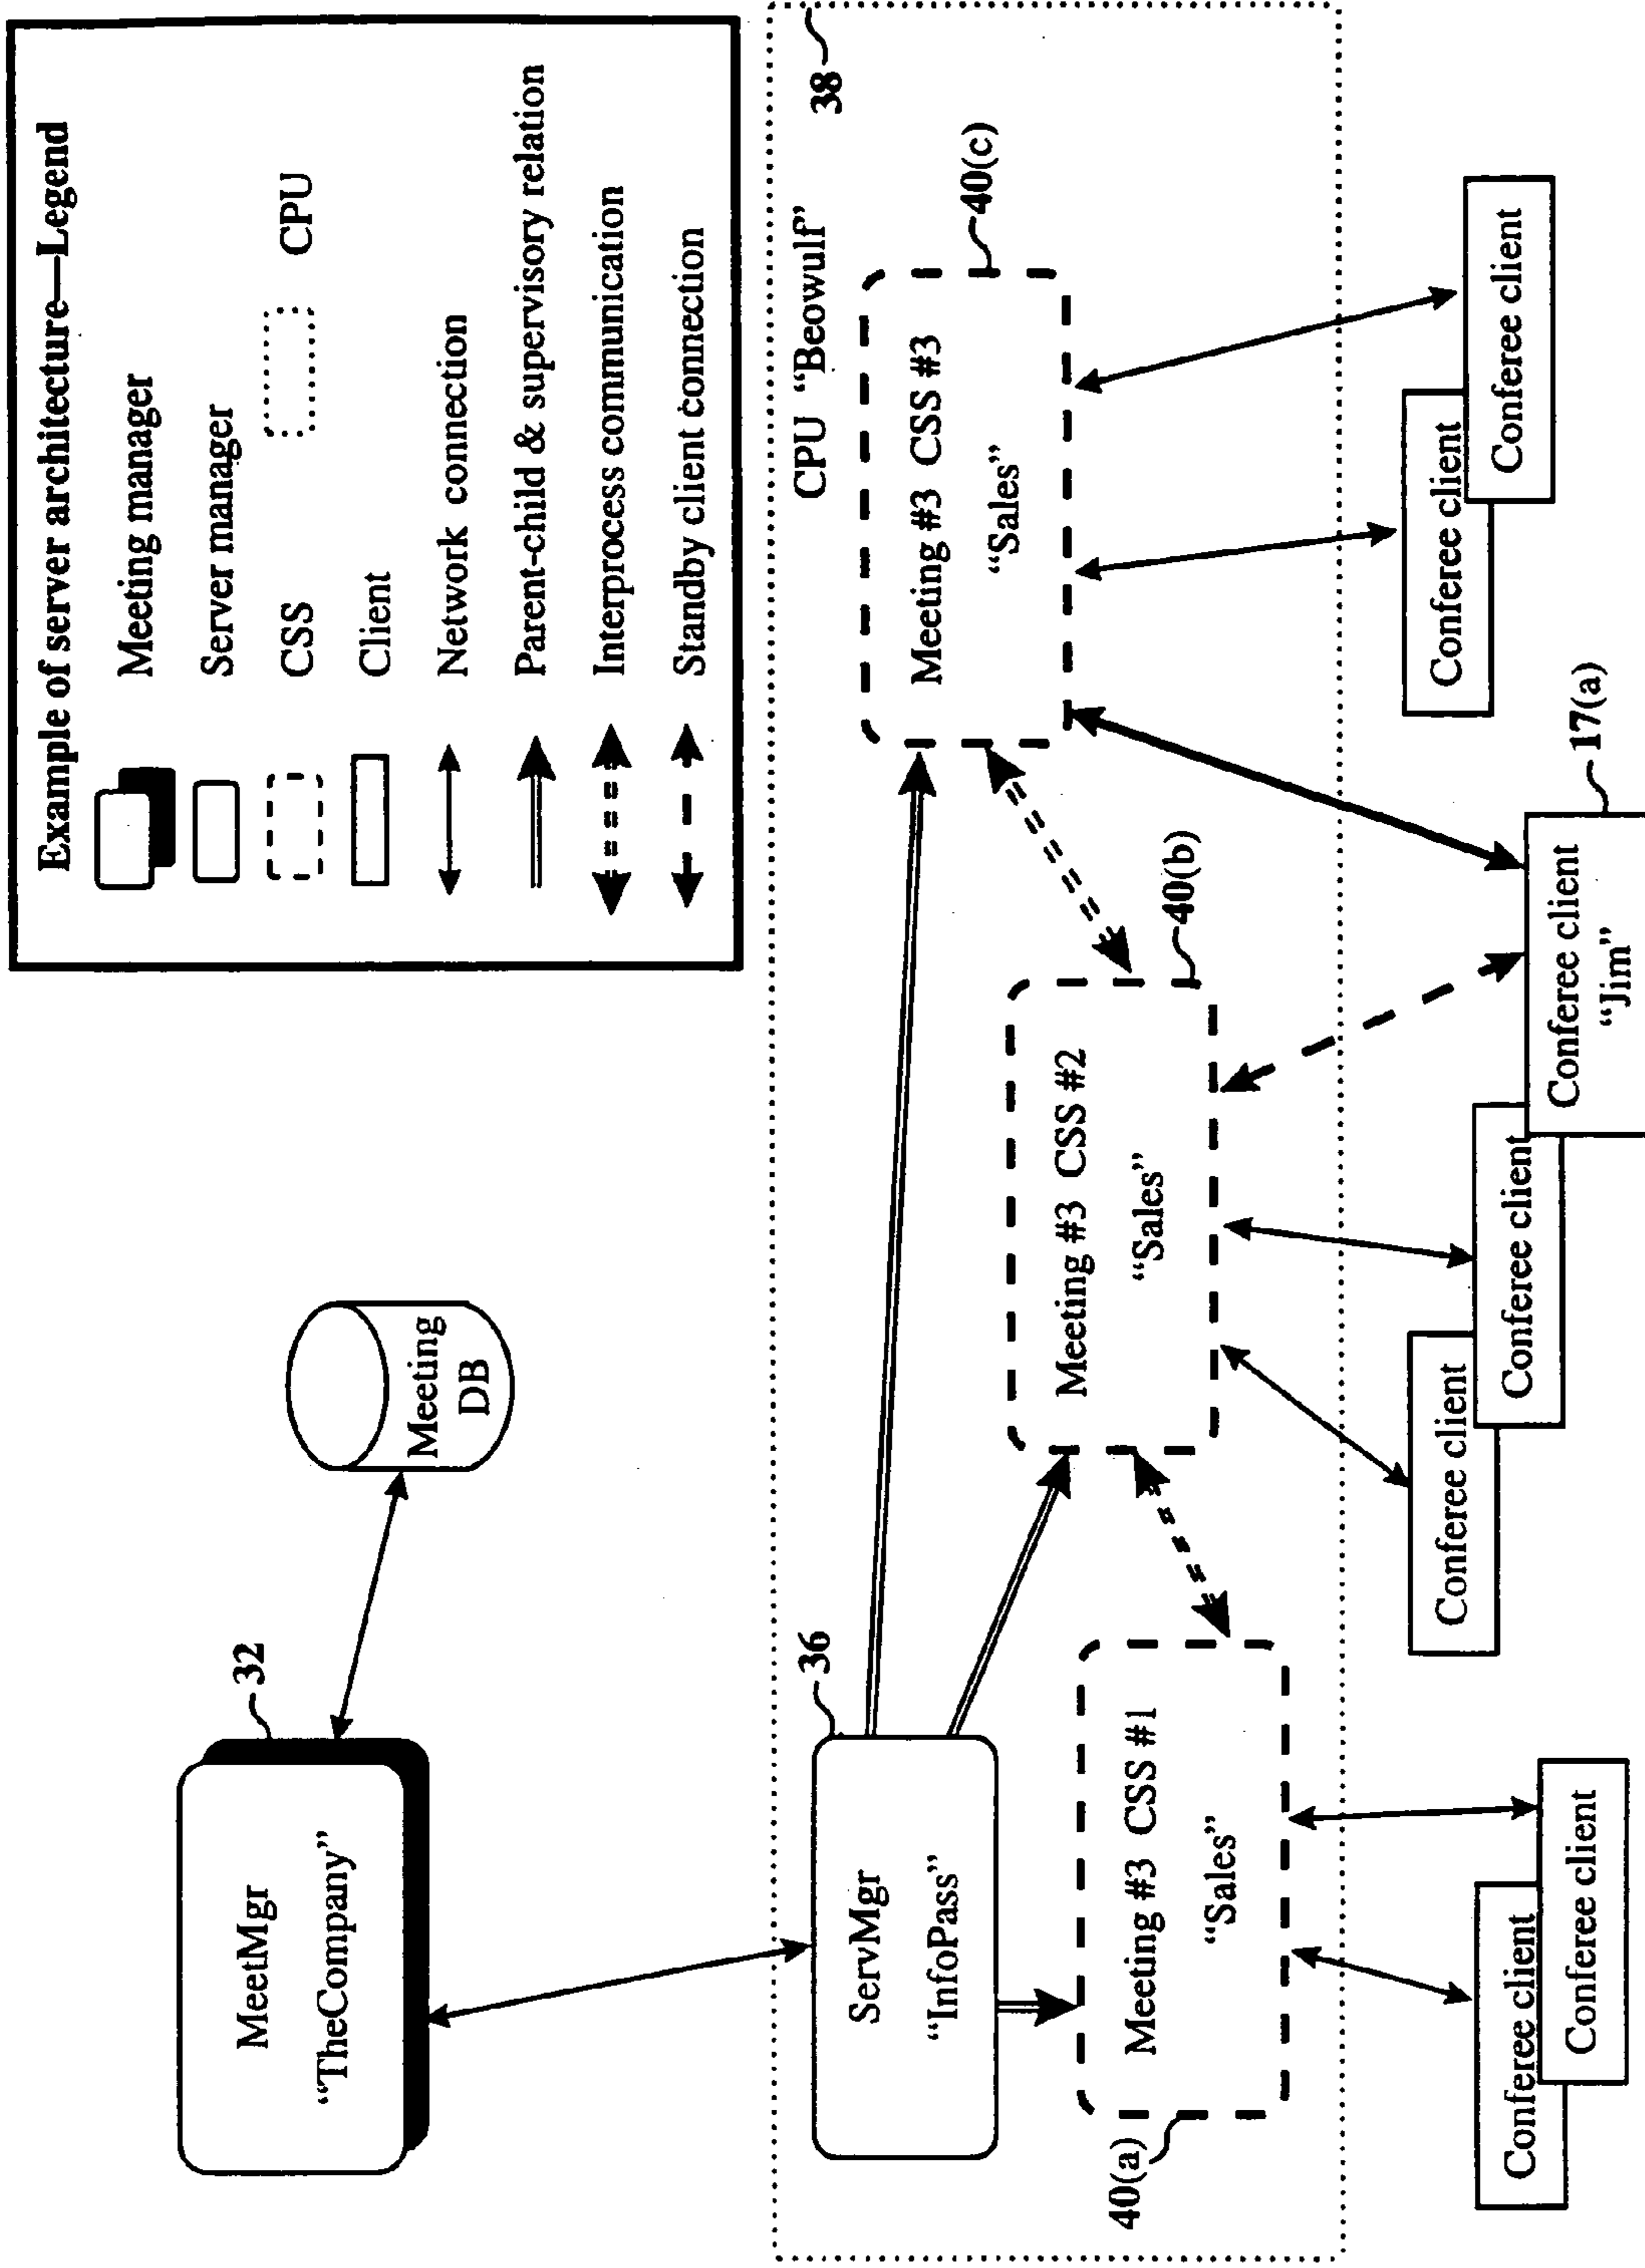 Example of server architecture—Legend
Meeting manager
Server manager
CSS
CPU
Client
Network connection
Parent-child & supervisory relation
Interprocess communication
Standby client connection
MeetMgr
“TheCompany”
32
Meeting
DB
38
CPU “Beowulf”
ServMgr
“InfoPass”
36
Meeting #3 CSS #1
“Sales”
40(a)
Meeting #3 CSS #2
“Sales”
40(b)
Meeting #3 CSS #3
“Sales”
40(c)
Conferee client
Conferee client
Conferee client
Conferee client
Conferee client
“Jim”
17(a)
Conferee client
Conferee client